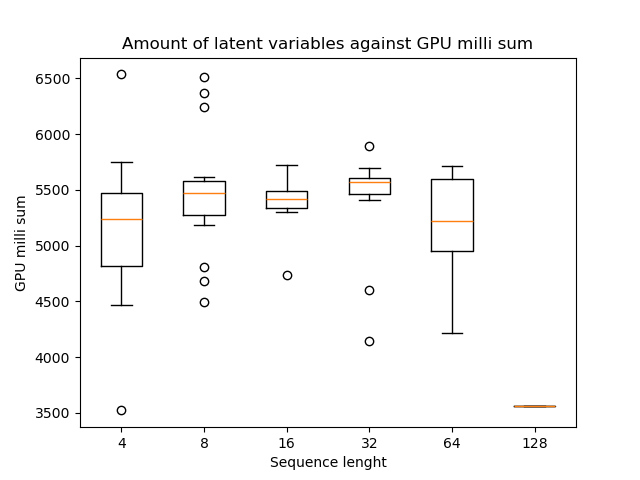 Amount of latent variables against GPU milli sum
GPU milli sum
6500
6000
5500
5000
4500
4000
3500
4 8 16 32 64 128
Sequence lenght